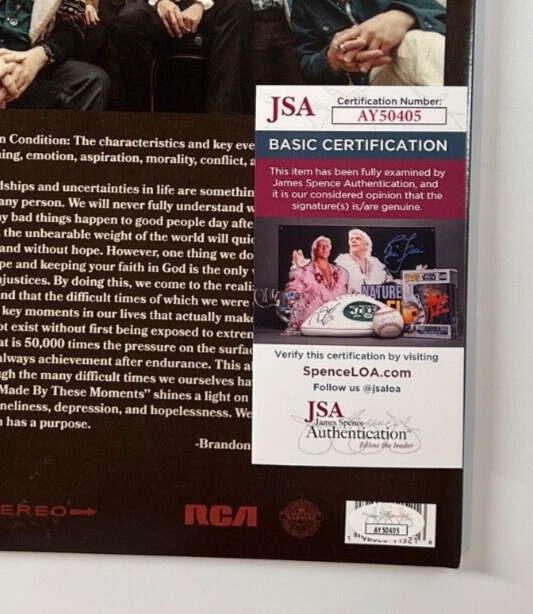 n Condition: The characteristics and key eve
ning, emotion, aspiration, morality, conflict, a
dships and uncertainties in life are somethin
any person. We will never fully understand w
y bad things happen to good people day afte
the unbearable weight of the world will quic
and without hope. However, one thing we do
pe and keeping your faith in God is the only
njustices. By doing this, we come to the reali
nd that the difficult times of which we were
key moments in our lives that actually make
ot exist without first being exposed to extren
at is 50,000 times the pressure on the surfac
always achievement after endurance. This al
gh the many difficult times we ourselves ha
Made By These Moments" shines a light on
neliness, depression, and hopelessness. We
n has a purpose.
-Brandon
EREO
RCA
JSA
Certification Number:
AY50405
BASIC CERTIFICATION
This item has been fully examined by
James Spence Authentication, and
it is our considered opinion that the
signature(s) is/are genuine.
NATURE
JETS
Verify this certification by visiting
SpenceLOA.com
Follow us @jsaloa
JSA
James Spence
Authentication
follow the leader
AY50405